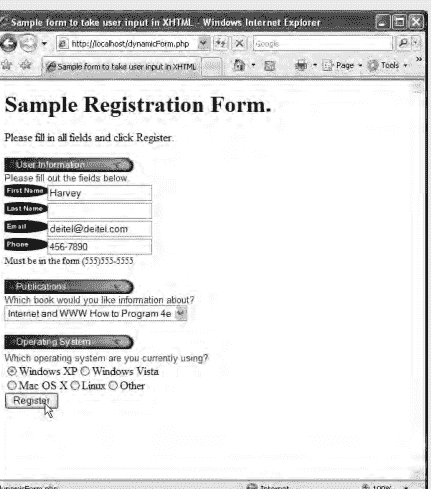 Sample form to take user input in XHTML - Windows Internet Explorer
http://localhost/dynamicForm.php
Google
Sample form to take user input in XHTML
Page
Tools
Sample Registration Form.
Please fill in all fields and click Register.
User Information
Please fill out the fields below.
First Name Harvey
Last Name
Email deitel@deitel.com
Phone 456-7890
Must be in the form (555)555-5555
Publications
Which book would you like information about?
Internet and WWW How to Program 4e
Operating System
Which operating system are you currently using?
Windows XP Windows Vista
Mac OS X Linux Other
Register
Internet
100%